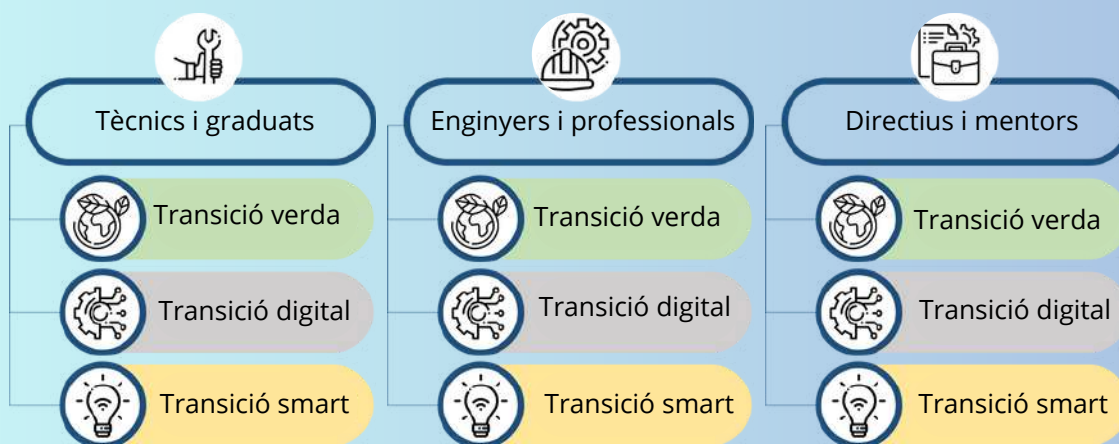 Tècnics i graduats
Transició verda
Transició digital
Transició smart
Enginyers i professionals
Transició verda
Transició digital
Transició smart
Directius i mentors
Transició verda
Transició digital
Transició smart